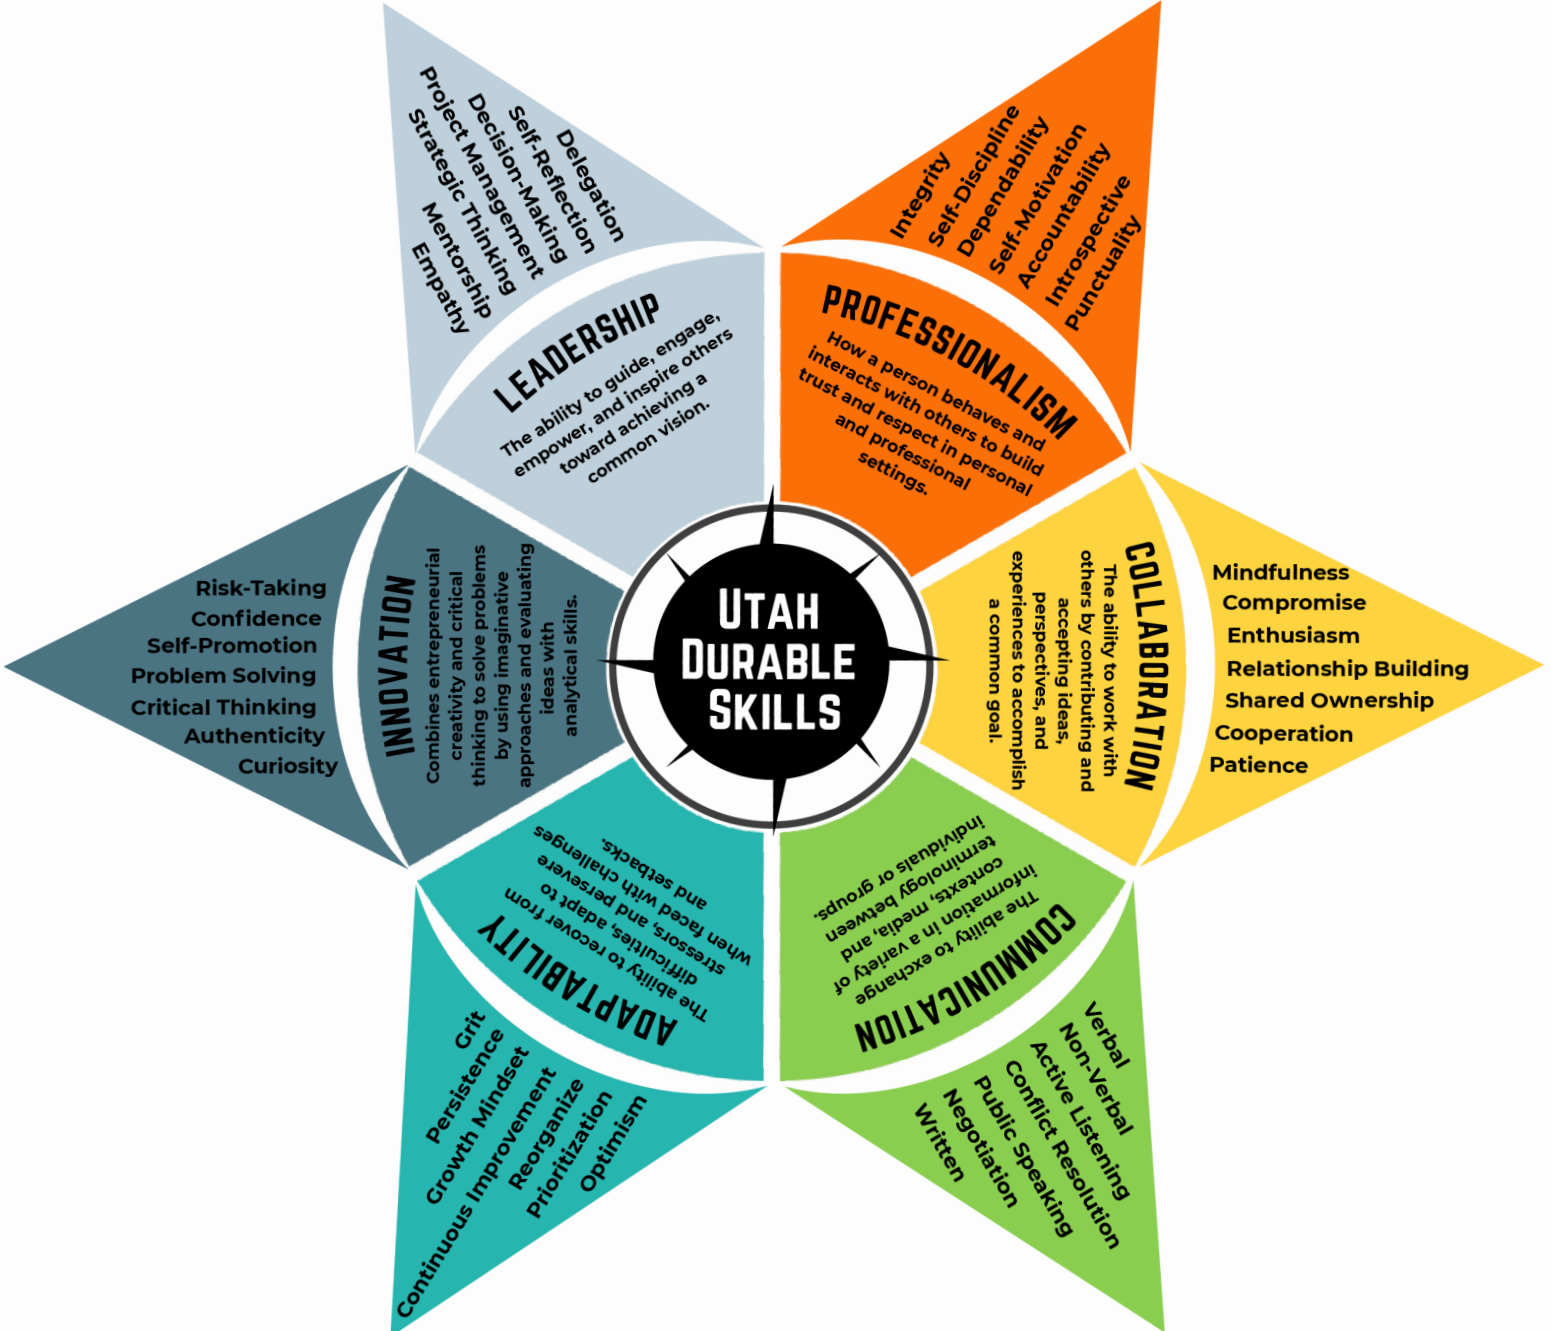 Delegation
Self-Reflection
Decision-Making
Project Management
Strategic Thinking
Mentorship
Empathy
LEADERSHIP
The ability to guide, engage,
empower, and inspire others
toward achieving a
common vision.
Integrity
Self-Discipline
Dependability
Self-Motivation
Accountability
Introspective
Punctuality
PROFESSIONALISM
How a person behaves and
interacts with others to build
trust and respect in personal
and professional
settings.
COLLABORATION
The ability to work with
others by contributing and
accepting ideas,
perspectives, and
experiences to accomplish
a common goal.
Mindfulness
Compromise
Enthusiasm
Relationship Building
Shared Ownership
Cooperation
Patience
COMMUNICATION
The ability to exchange
information in a variety of
contexts, media, and
terminology between
individuals or groups.
Verbal
Non-Verbal
Active Listening
Conflict Resolution
Public Speaking
Negotiation
Written
ADAPTABILITY
The ability to recover from
difficulties, adapt to
stressors, and persevere
when faced with challenges
and setbacks.
Grit
Persistence
Growth Mindset
Continuous Improvement
Reorganize
Prioritization
Optimism
INNOVATION
Combines entrepreneurial
creativity and critical
thinking to solve problems
by using imaginative
approaches and evaluating
ideas with
analytical skills.
Risk-Taking
Confidence
Self-Promotion
Problem Solving
Critical Thinking
Authenticity
Curiosity
UTAH
DURABLE
SKILLS